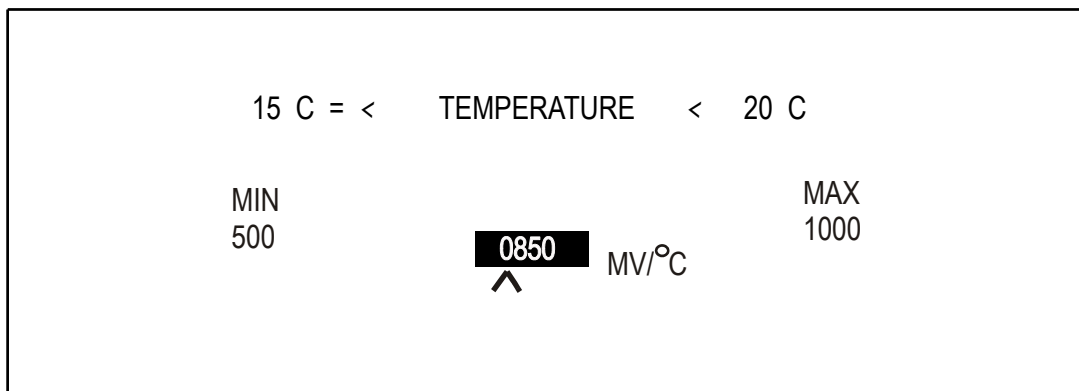 15 C = < TEMPERATURE < 20 C
MIN MAX
500 1000
0850 MV/°C